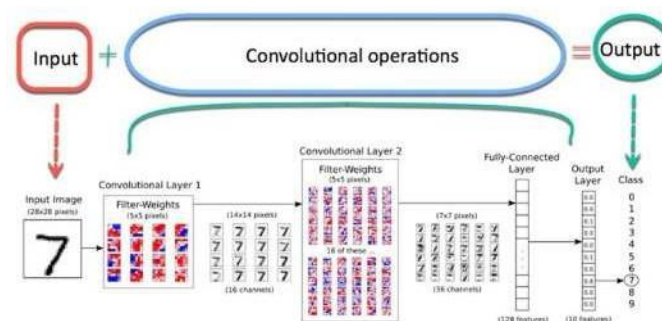 Input + Convolutional operations = Output
Convolutional Layer 1
Convolutional Layer 2
Fully-Connected
Layer
Output
Layer
Class
Input Image
(28x28 pixels)
Filter-Weights
(5x5 pixels)
(14x14 pixels)
(16 channels)
Filter-Weights
(5x5 pixels)
16 of these ...
(7x7 pixels)
(36 channels)
(128 features)
(10 features)
0
1
2
3
4
5
6
7
8
9